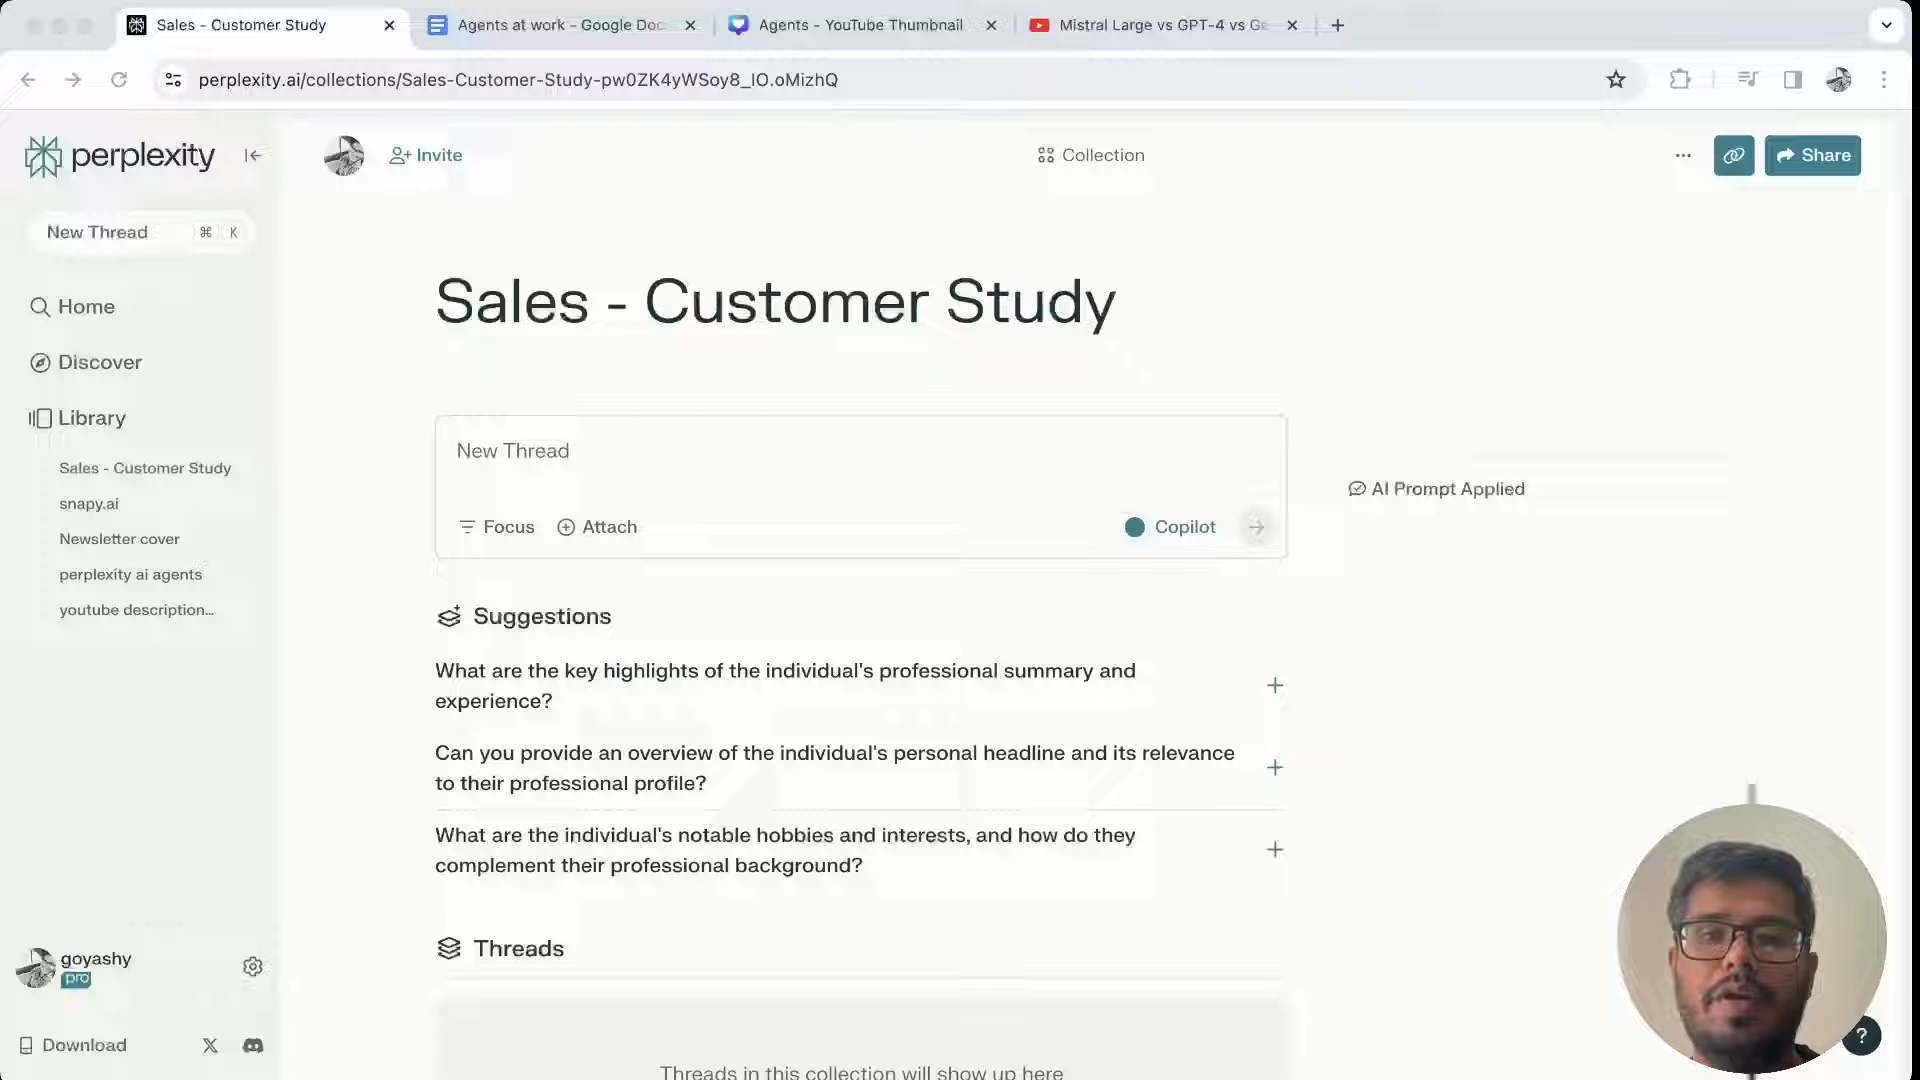 Sales - Customer Study
Agents at work - Google Doc
Agents - YouTube Thumbnail
Mistral Large vs GPT-4 vs Ge
perplexity.ai/collections/Sales-Customer-Study-pw0ZK4yWSoy8_IO.oMizhQ
perplexity
Invite
Collection
Share
New Thread ⌘ K
Home
Discover
Library
Sales - Customer Study
snapy.ai
Newsletter cover
perplexity ai agents
youtube description...
goyashy
pro
Download
Sales - Customer Study
New Thread
Focus
Attach
Copilot
AI Prompt Applied
Suggestions
What are the key highlights of the individual's professional summary and
experience?
Can you provide an overview of the individual's personal headline and its relevance
to their professional profile?
What are the individual's notable hobbies and interests, and how do they
complement their professional background?
Threads
Threads in this collection will show up here
?